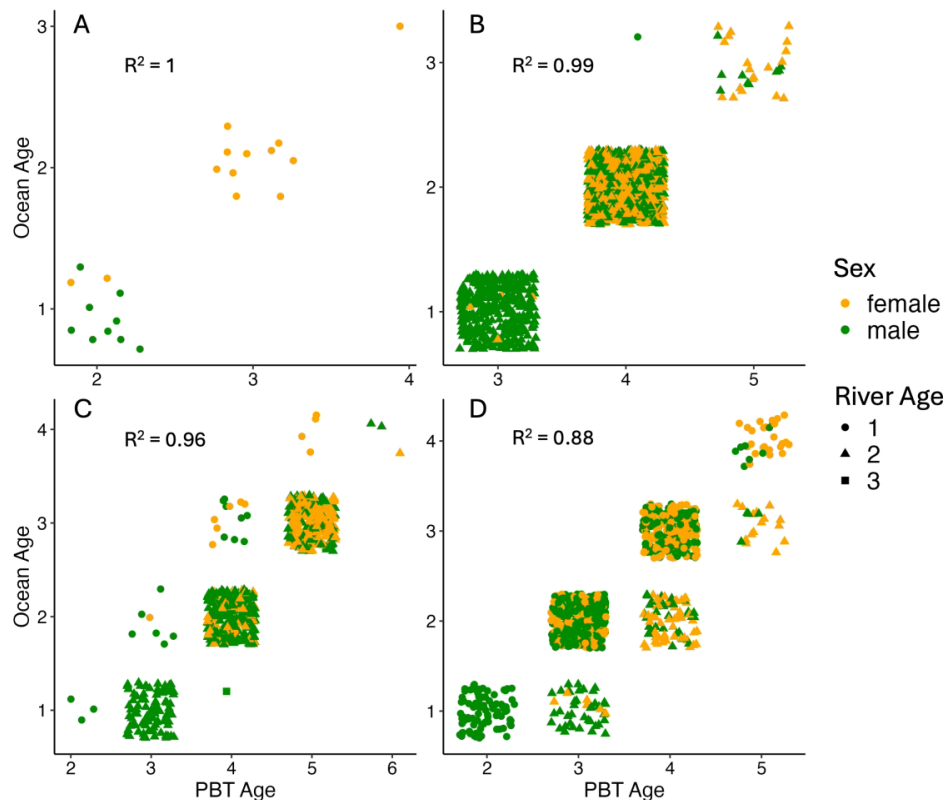 A
B
R² = 1
R² = 0.99
3
2
1
Ocean Age
2
3
4
3
2
1
3
4
5
Sex
female
male
River Age
1
2
3
C
D
R² = 0.96
R² = 0.88
4
3
2
1
Ocean Age
2
3
4
5
6
PBT Age
4
3
2
1
2
3
4
5
PBT Age